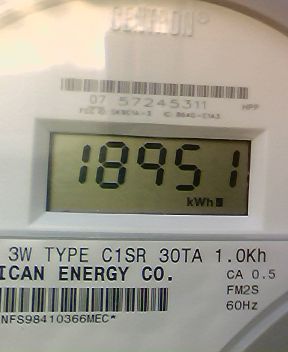 CENTRON®
07 57245311 HPP
18951
kWh
3W TYPE C1SR 30TA 1.0Kh
ICAN ENERGY CO.
CA 0.5
FM2S
60Hz
NFS98410366MEC*